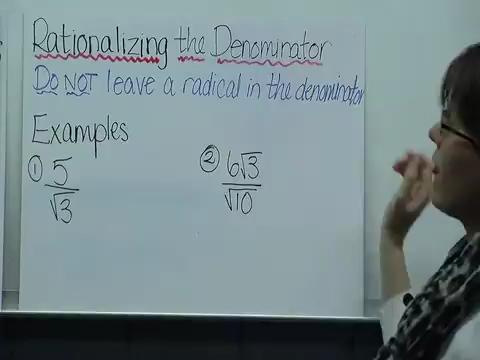 Rationalizing the Denominator
DO NOT leave a radical in the denominator
Examples
① 5/√3
② 6√3/√10